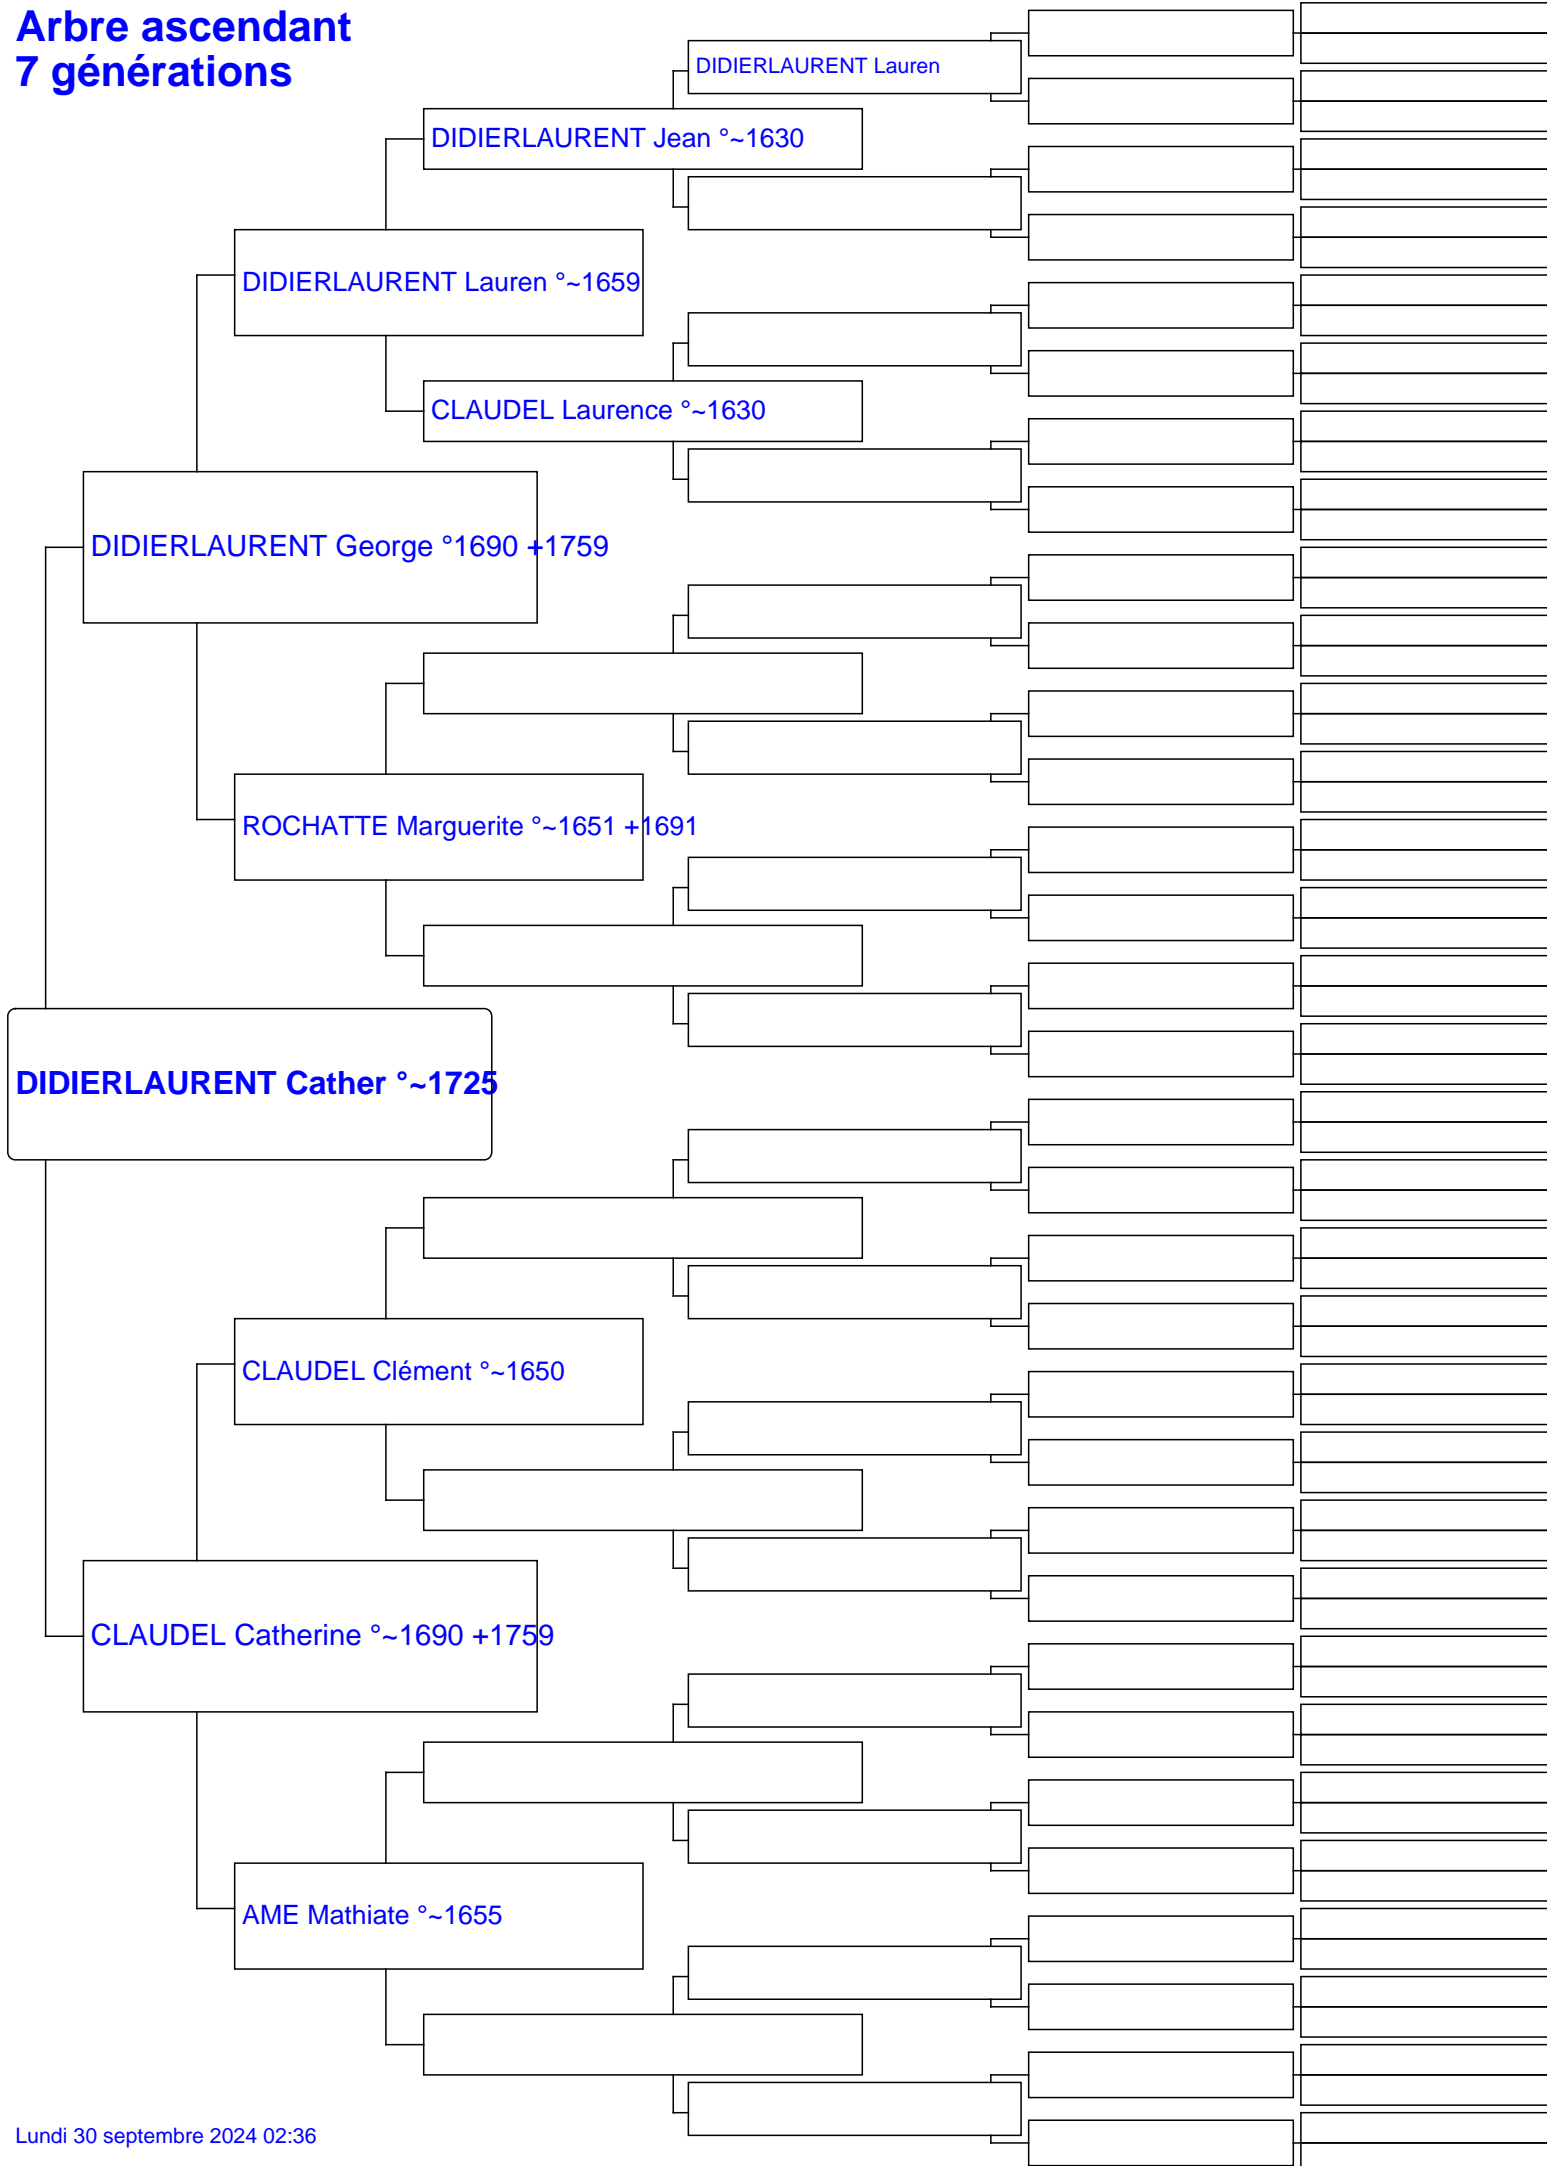 Arbre ascendant
7 générations
DIDIERLAURENT Lauren
DIDIERLAURENT Jean °~1630
DIDIERLAURENT Lauren °~1659
CLAUDEL Laurence °~1630
DIDIERLAURENT George °1690 +1759
ROCHATTE Marguerite °~1651 +1691
DIDIERLAURENT Cather °~1725
CLAUDEL Clément °~1650
CLAUDEL Catherine °~1690 +1759
AME Mathiate °~1655
Lundi 30 septembre 2024 02:36